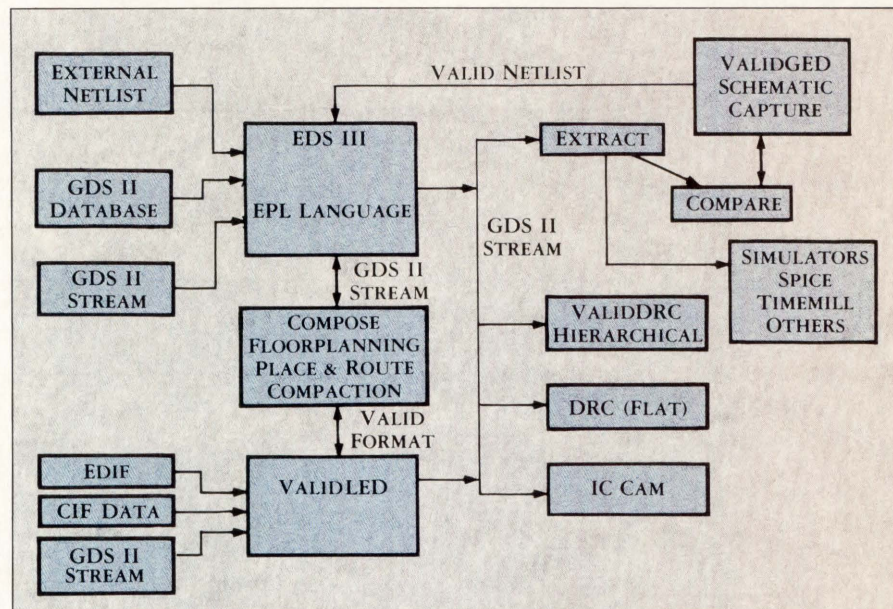 EXTERNAL
NETLIST
GDS II
DATABASE
GDS II
STREAM
VALID NETLIST
EDS III
EPL LANGUAGE
GDS II
STREAM
COMPOSE
FLOORPLANNING
PLACE & ROUTE
COMPACTION
VALID
FORMAT
EDIF
CIF DATA
GDS II
STREAM
VALIDLED
GDS II
STREAM
VALIDGED
SCHEMATIC
CAPTURE
EXTRACT
COMPARE
SIMULATORS
SPICE
TIMEMILL
OTHERS
VALIDDRC
HIERARCHICAL
DRC (FLAT)
IC CAM